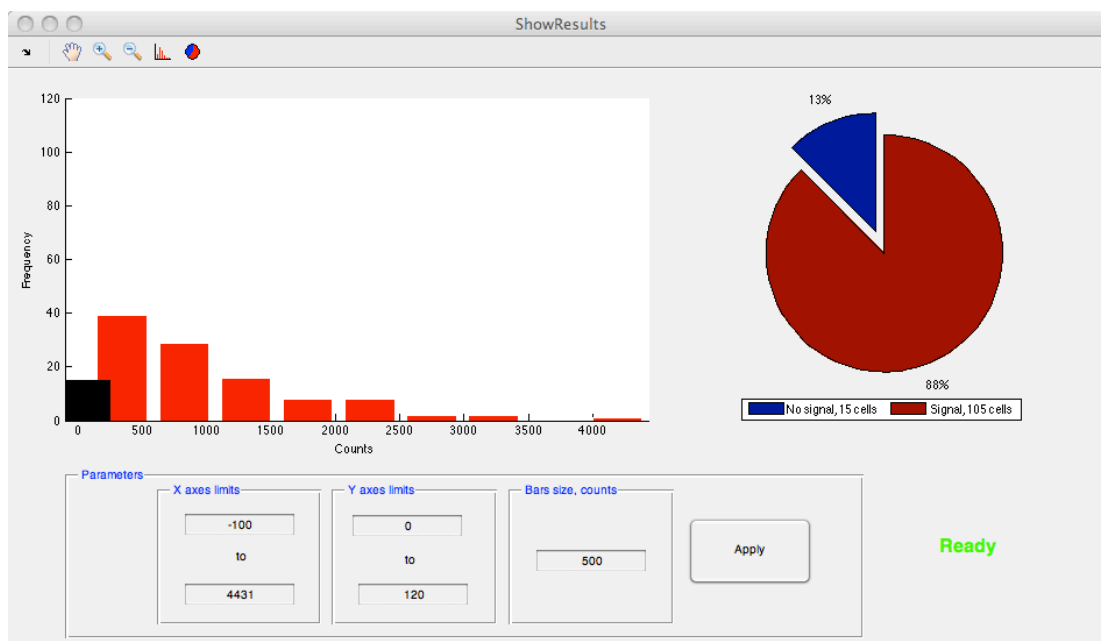 ShowResults
120
100
80
60
40
20
0
Frequency
0 500 1000 1500 2000 2500 3000 3500 4000
Counts
13%
88%
No signal, 15 cells Signal, 105 cells
Parameters
X axes limits Y axes limits Bars size, counts
-100 0
to to 500 Apply Ready
4431 120